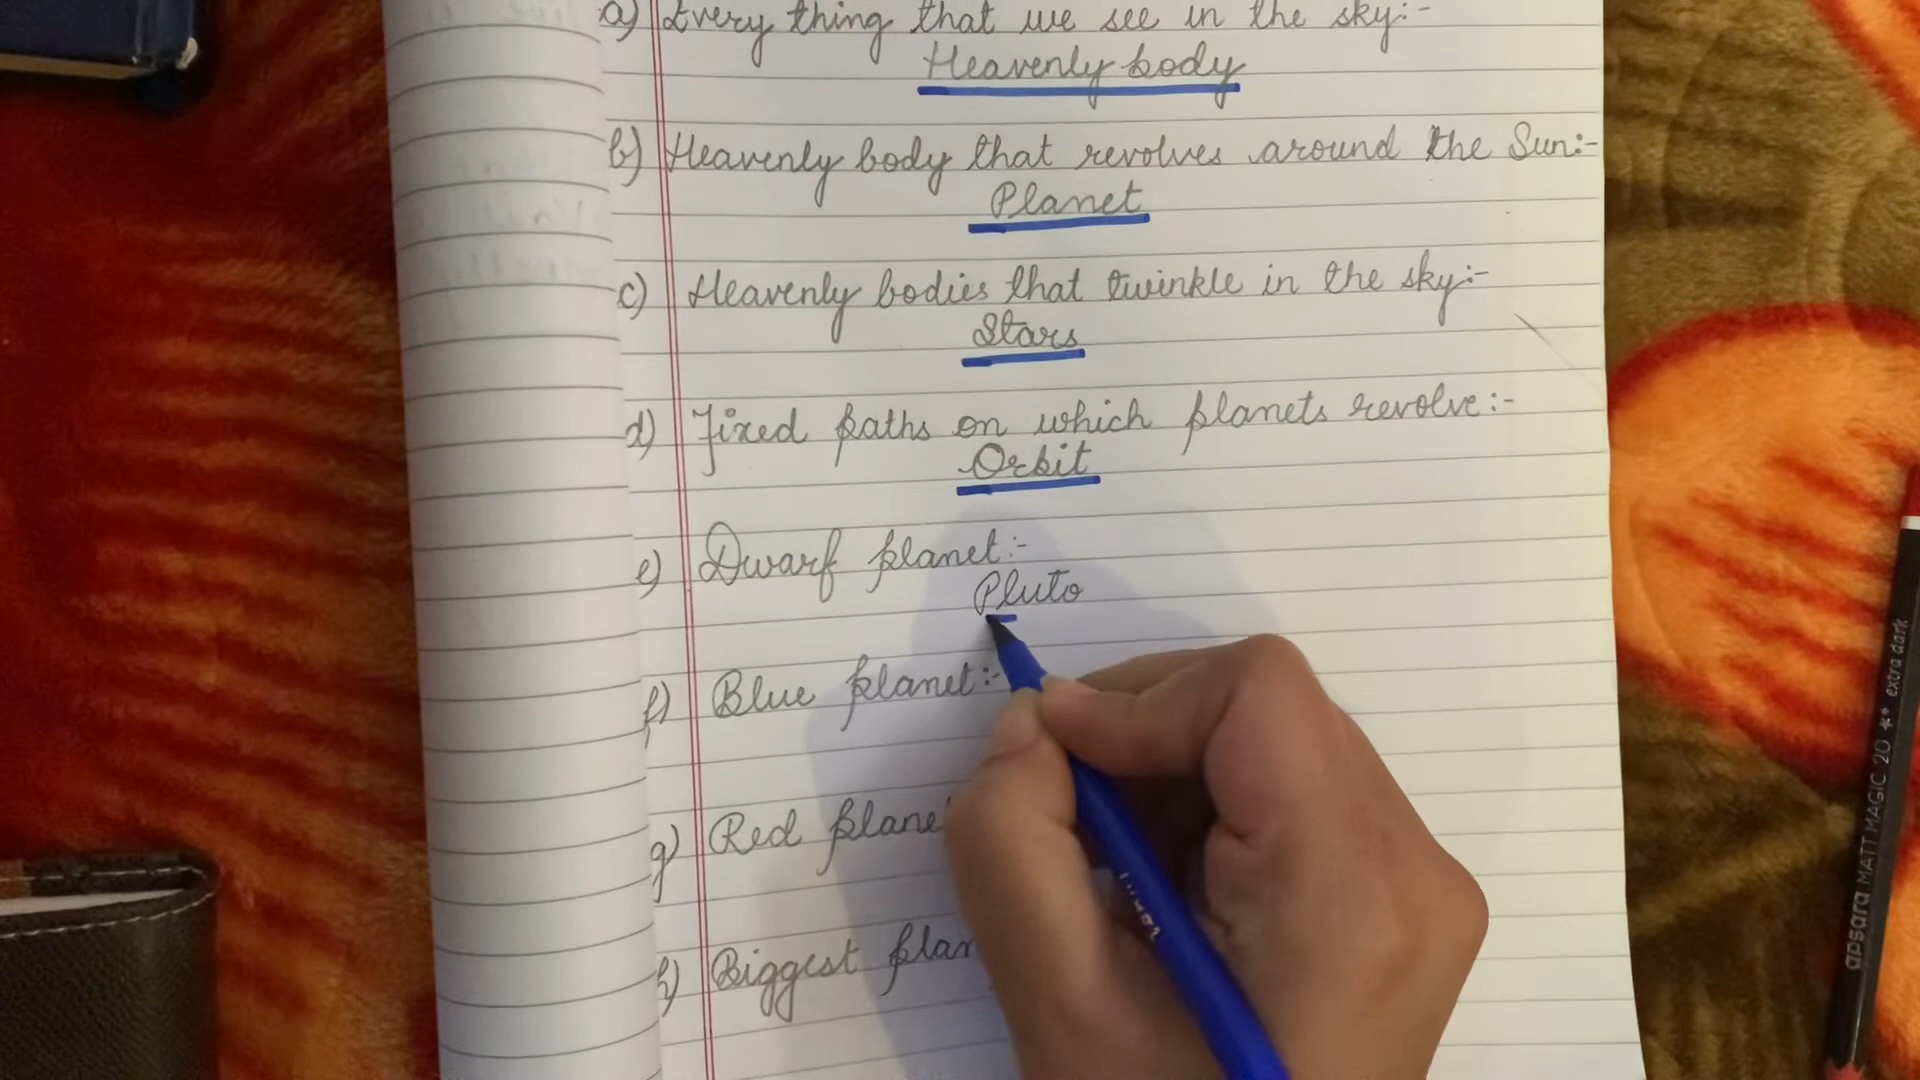 a) Every thing that we see in the sky:-
Heavenly body
b) Heavenly body that revolves around the Sun:-
Planet
c) Heavenly bodies that twinkle in the sky:-
Stars
d) Fixed paths on which planets revolve:-
Orbit
e) Dwarf planet:-
Pluto
f) Blue planet:-
g) Red plane
h) Biggest plan
apsara MATT MAGIC 2.0 ** extra dark